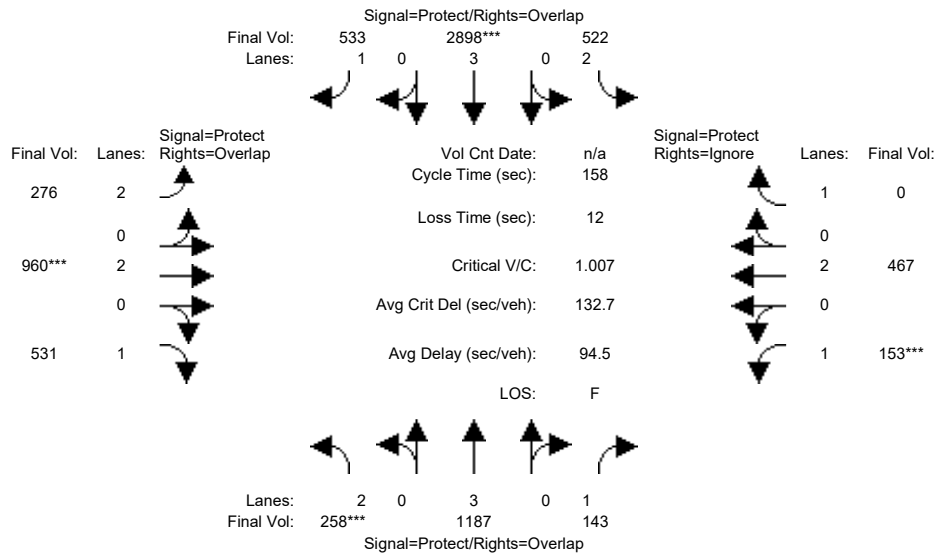 Signal=Protect/Rights=Overlap
Final Vol: 533 2898*** 522
Lanes: 1 0 3 0 2
Signal=Protect Signal=Protect
Final Vol: Lanes: Rights=Overlap Vol Cnt Date: n/a Rights=Ignore Lanes: Final Vol:
Cycle Time (sec): 158
276 2 1 0
Loss Time (sec): 12
0 0
960*** 2 Critical V/C: 1.007 2 467
0 Avg Crit Del (sec/veh): 132.7 0
531 1 Avg Delay (sec/veh): 94.5 1 153***
LOS: F
Lanes: 2 0 3 0 1
Final Vol: 258*** 1187 143
Signal=Protect/Rights=Overlap